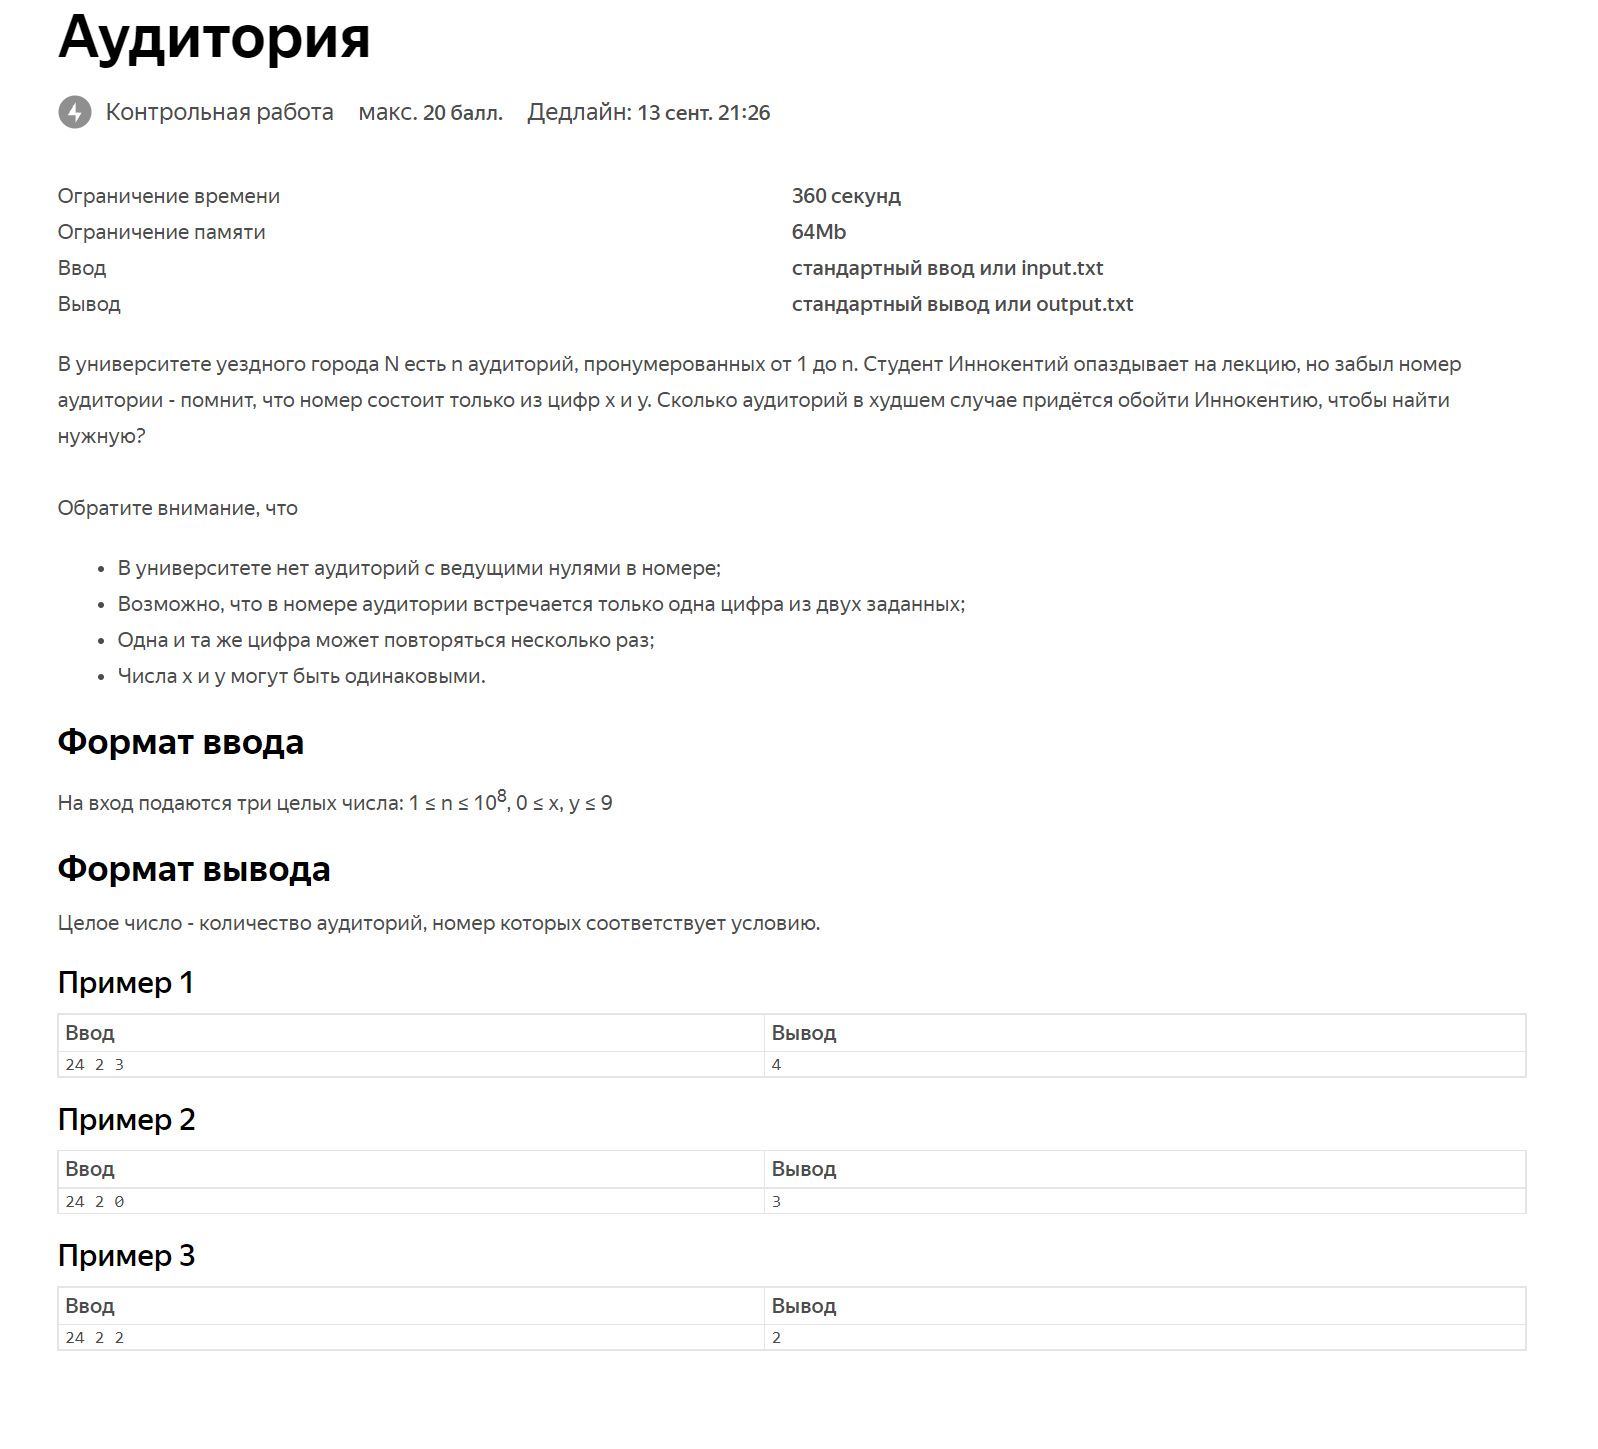 Аудитория
Контрольная работа макс. 20 балл. Дедлайн: 13 сент. 21:26
Ограничение времени 360 секунд
Ограничение памяти 64Mb
Ввод стандартный ввод или input.txt
Вывод стандартный вывод или output.txt
В университете уездного города N есть n аудиторий, пронумерованных от 1 до n. Студент Иннокентий опаздывает на лекцию, но забыл номер
аудитории - помнит, что номер состоит только из цифр x и y. Сколько аудиторий в худшем случае придётся обойти Иннокентию, чтобы найти
нужную?
Обратите внимание, что
• В университете нет аудиторий с ведущими нулями в номере;
• Возможно, что в номере аудитории встречается только одна цифра из двух заданных;
• Одна и та же цифра может повторяться несколько раз;
• Числа x и y могут быть одинаковыми.
Формат ввода
На вход подаются три целых числа: 1 ≤ n ≤ 10⁸, 0 ≤ x, y ≤ 9
Формат вывода
Целое число - количество аудиторий, номер которых соответствует условию.
Пример 1
Ввод Вывод
24 2 3 4
Пример 2
Ввод Вывод
24 2 0 3
Пример 3
Ввод Вывод
24 2 2 2